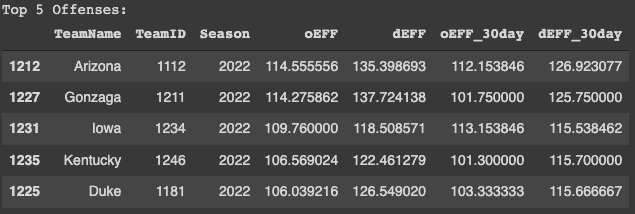 Top 5 Offenses:
TeamName TeamID Season oEFF dEFF oEFF_30day dEFF_30day
1212 Arizona 1112 2022 114.555556 135.398693 112.153846 126.923077
1227 Gonzaga 1211 2022 114.275862 137.724138 101.750000 125.750000
1231 Iowa 1234 2022 109.760000 118.508571 113.153846 115.538462
1235 Kentucky 1246 2022 106.569024 122.461279 101.300000 115.700000
1225 Duke 1181 2022 106.039216 126.549020 103.333333 115.666667